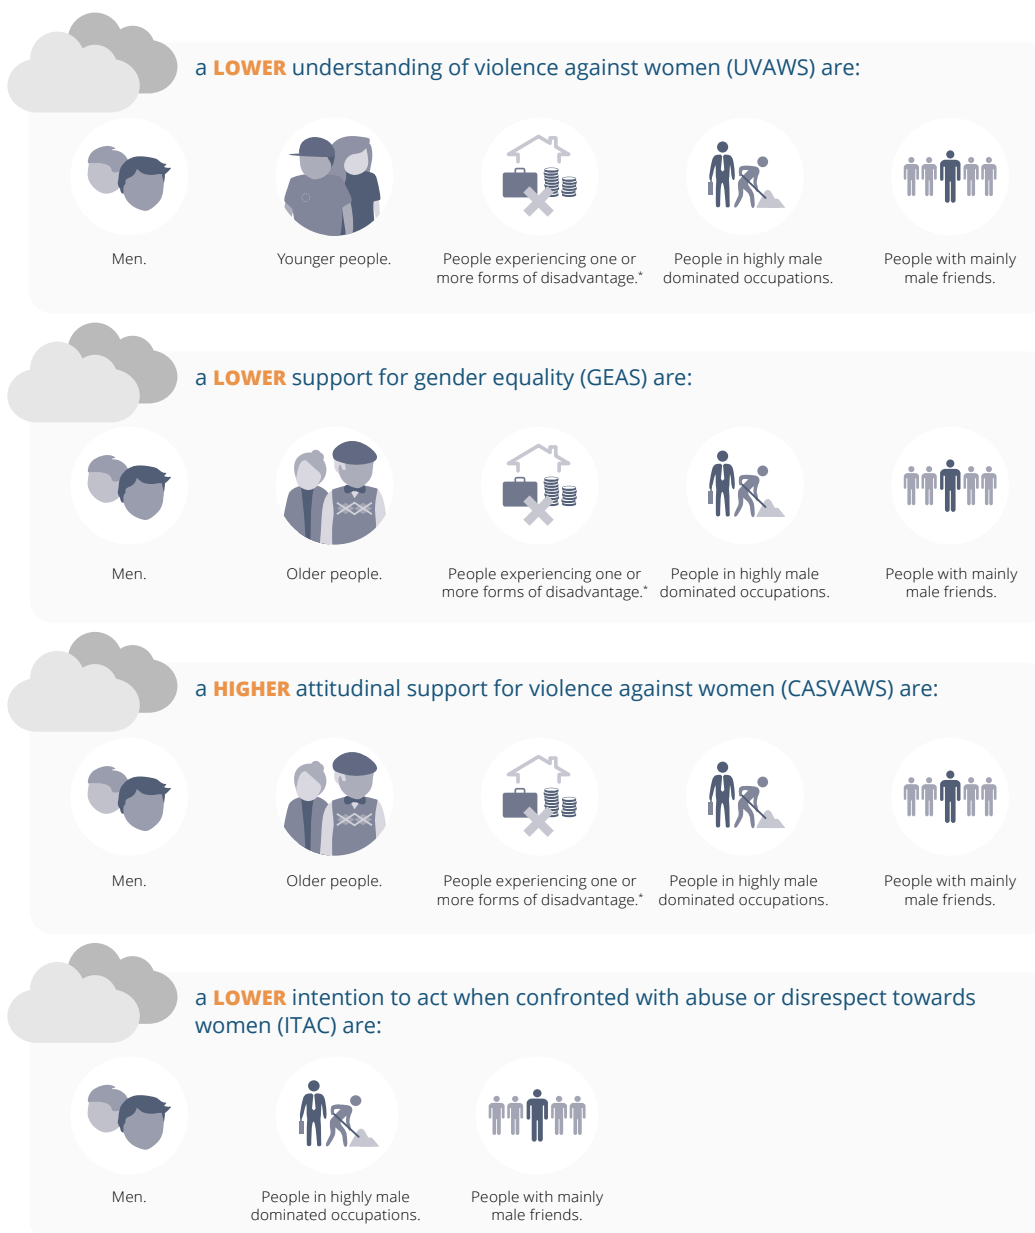 a LOWER understanding of violence against women (UVAWS) are:
Men.
Younger people.
People experiencing one or
more forms of disadvantage.*
People in highly male
dominated occupations.
People with mainly
male friends.
a LOWER support for gender equality (GEAS) are:
Men.
Older people.
People experiencing one or
more forms of disadvantage.*
People in highly male
dominated occupations.
People with mainly
male friends.
a HIGHER attitudinal support for violence against women (CASVAWS) are:
Men.
Older people.
People experiencing one or
more forms of disadvantage.*
People in highly male
dominated occupations.
People with mainly
male friends.
a LOWER intention to act when confronted with abuse or disrespect towards
women (ITAC) are:
Men.
People in highly male
dominated occupations.
People with mainly
male friends.